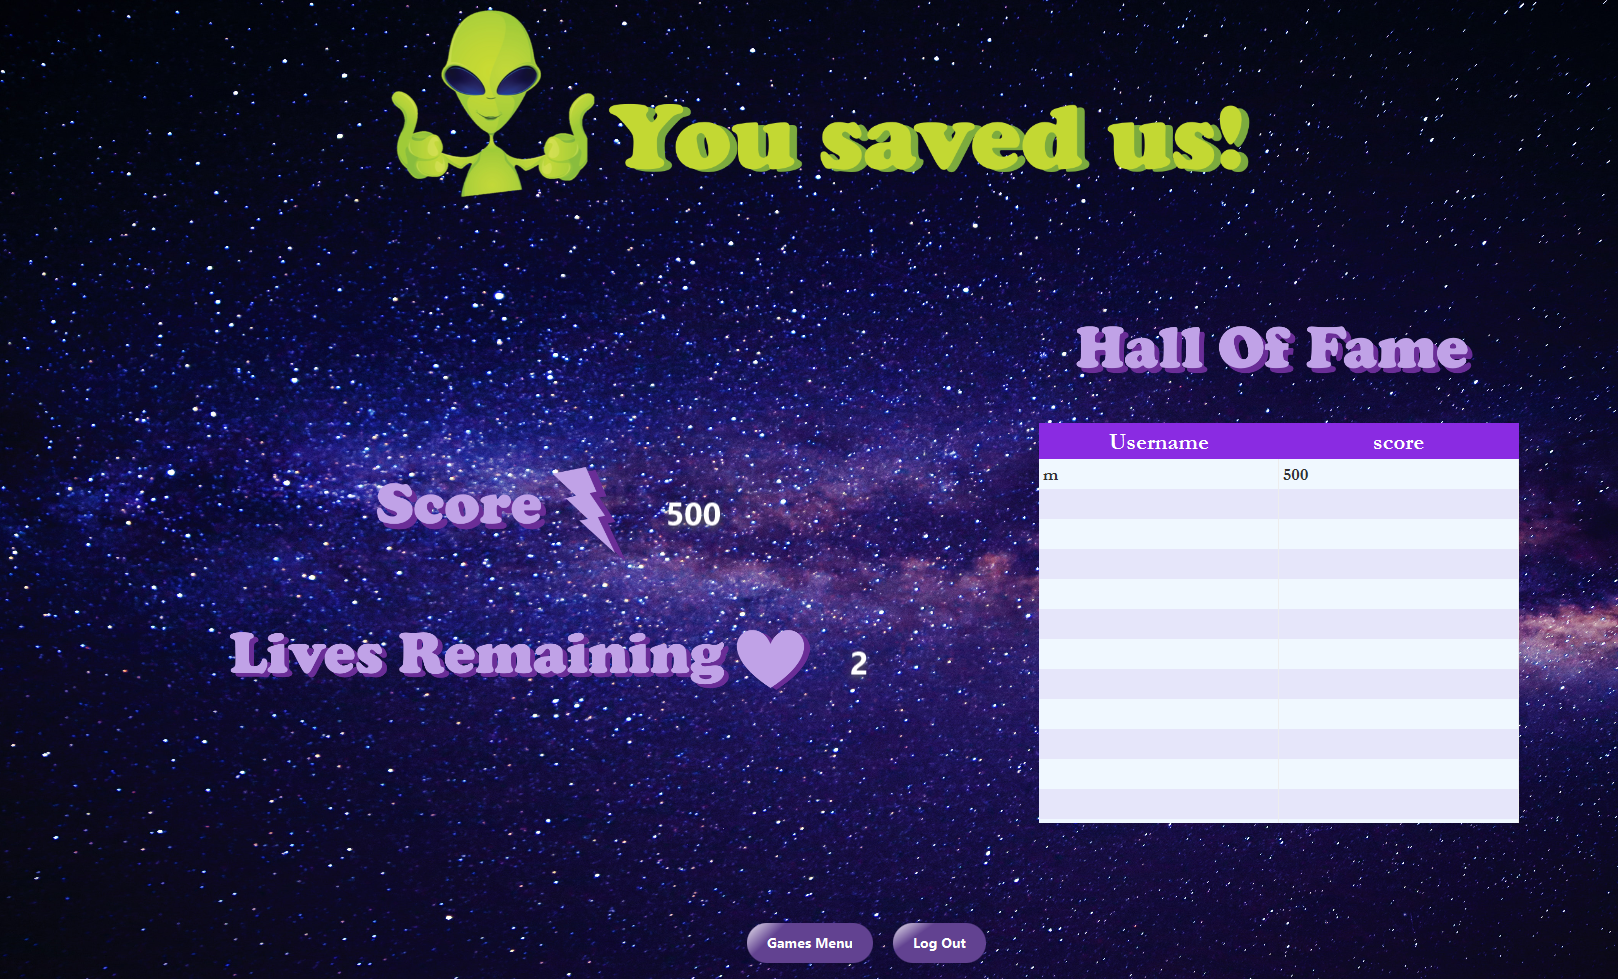 You saved us!
Hall Of Fame
Username score
m 500
Score 500
Lives Remaining 2
Games Menu Log Out